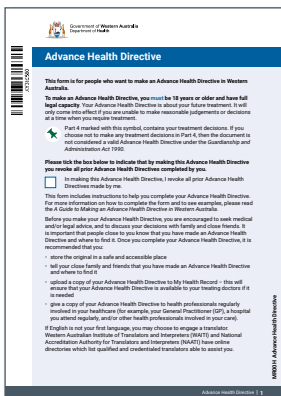 Government of Western Australia
Department of Health
Advance Health Directive
This form is for people who want to make an Advance Health Directive in Western
Australia.
To make an Advance Health Directive, you must be 18 years or older and have full
legal capacity. Your Advance Health Directive is about your future treatment. It will
only come into effect if you are unable to make reasonable judgements or decisions
at a time when you require treatment.
Part 4 marked with this symbol, contains your treatment decisions. If you
choose not to make any treatment decisions in Part 4, then the document is
not considered a valid Advance Health Directive under the Guardianship and
Administration Act 1990.
Please tick the box below to indicate that by making this Advance Health Directive
you revoke all prior Advance Health Directives completed by you.
In making this Advance Health Directive, I revoke all prior Advance Health
Directives made by me.
This form includes instructions to help you complete your Advance Health Directive.
For more information on how to complete the form and to see examples, please read
the A Guide to Making an Advance Health Directive in Western Australia.
Before you make your Advance Health Directive, you are encouraged to seek medical
and/or legal advice, and to discuss your decisions with family and close friends. It
is important that people close to you know that you have made an Advance Health
Directive and where to find it. Once you complete your Advance Health Directive, it is
recommended that you:
• store the original in a safe and accessible place
• tell your close family and friends that you have made an Advance Health Directive
and where to find it
• upload a copy of your Advance Health Directive to My Health Record – this will
ensure that your Advance Health Directive is available to your treating doctors if it
is needed
• give a copy of your Advance Health Directive to health professionals regularly
involved in your healthcare (for example, your General Practitioner (GP), a hospital
you attend regularly, and/or other health professionals involved in your care).
If English is not your first language, you may choose to engage a translator.
Western Australian Institute of Translators and Interpreters (WAITI) and National
Accreditation Authority for Translators and Interpreters (NAATI) have online
directories which list qualified and credentialed translators able to assist you.
MR00H Advance Health Directive
Advance Health Directive | 1